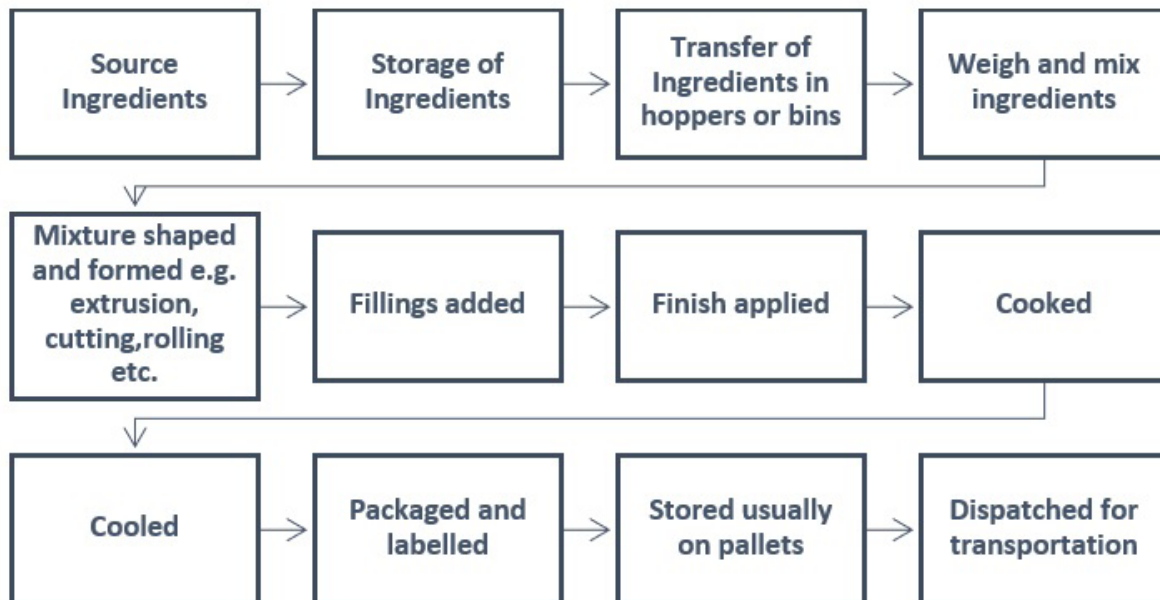 Source
Ingredients
Storage of
Ingredients
Transfer of
Ingredients in
hoppers or bins
Weigh and mix
ingredients
Mixture shaped
and formed e.g.
extrusion,
cutting,rolling
etc.
Fillings added
Finish applied
Cooked
Cooled
Packaged and
labelled
Stored usually
on pallets
Dispatched for
transportation